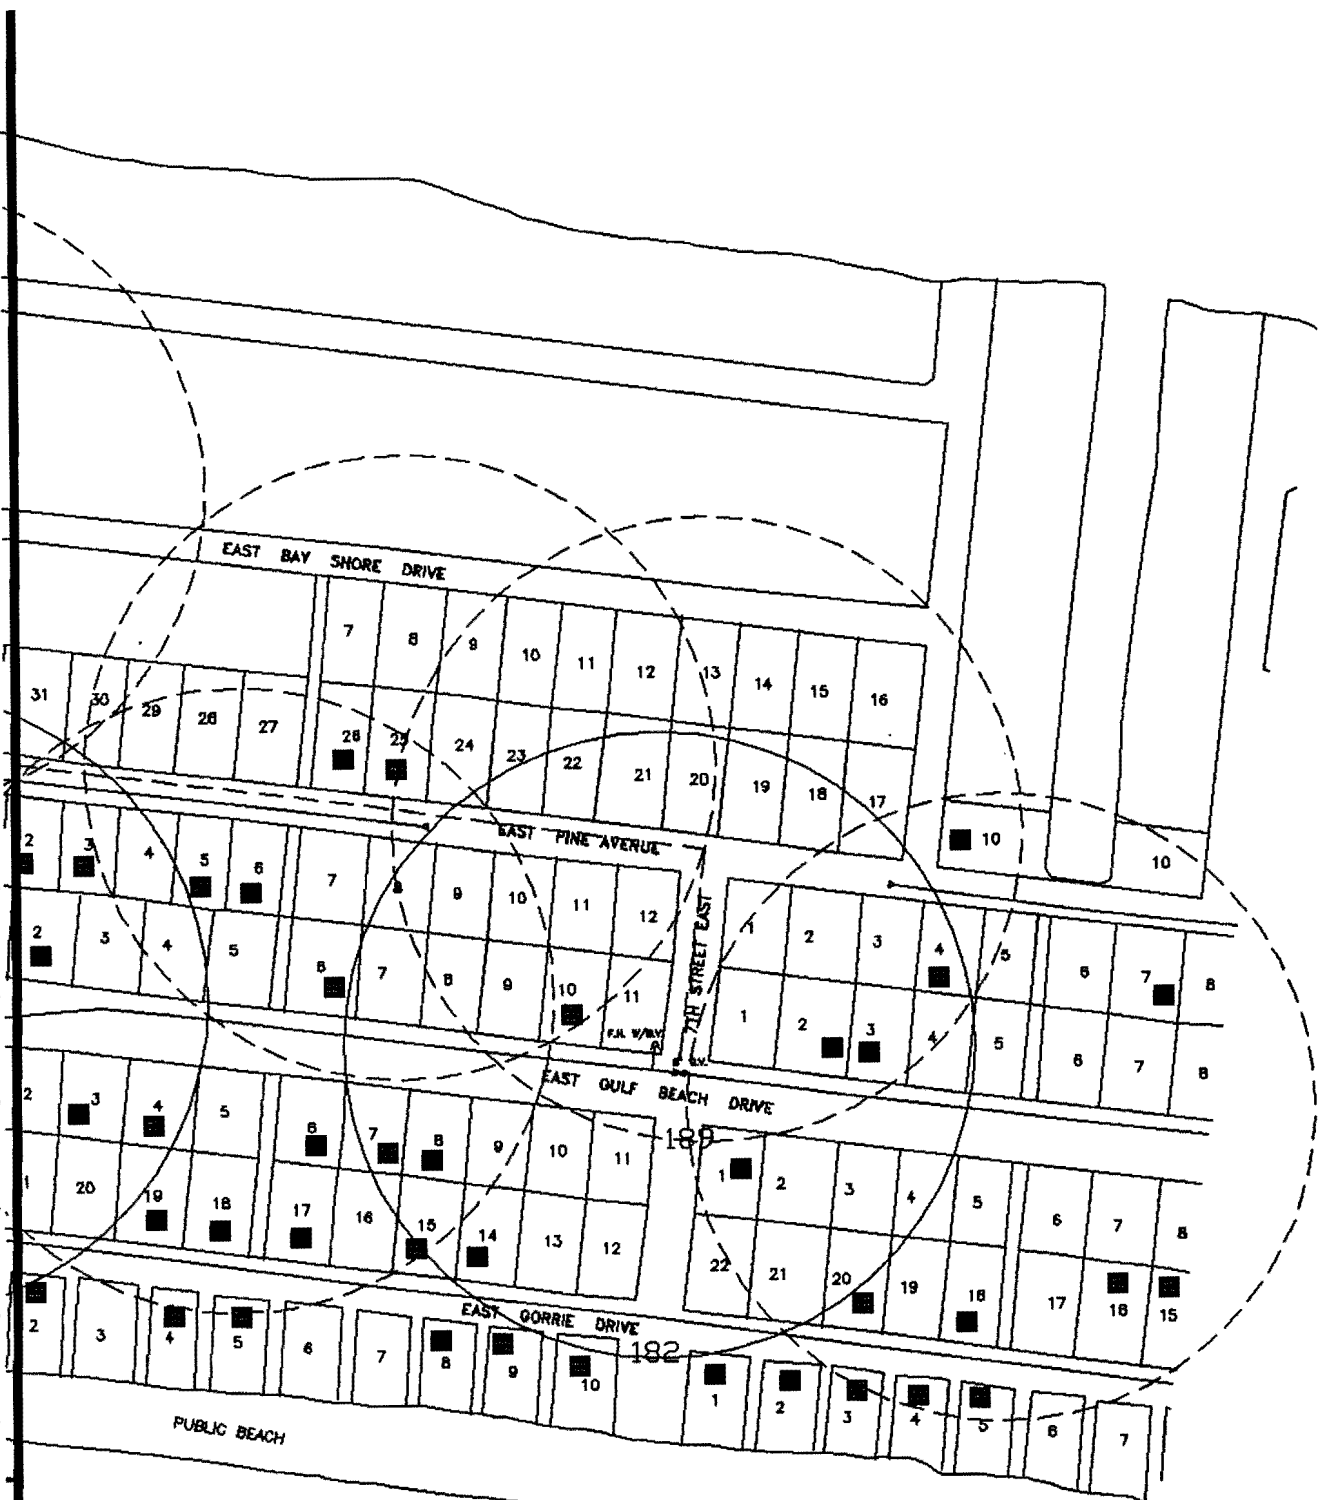 EAST BAY SHORE DRIVE
7 8 9 10 11 12 13 14 15 16
31 30 29 28 27 26 25 24 23 22 21 20 19 18 17
10 10
EAST PINE AVENUE
2 3 4 5 6 7 8 9 10 11 12
1 2 3 4 5 6 7 8
7TH STREET EAST
2 3 4 5 6 7 8 9 10 11
1 2 3 4 5 6 7 8
F.H. W/
EAST GULF BEACH DRIVE
189
2 3 4 5 6 7 8 9 10 11
1 2 3 4 5 6 7 8
1 20 19 18 17 16 15 14 13 12
22 21 20 19 18 17 16 15
EAST GORRIE DRIVE
182
2 3 4 5 6 7 8 9 10
1 2 3 4 5 6 7
PUBLIC BEACH